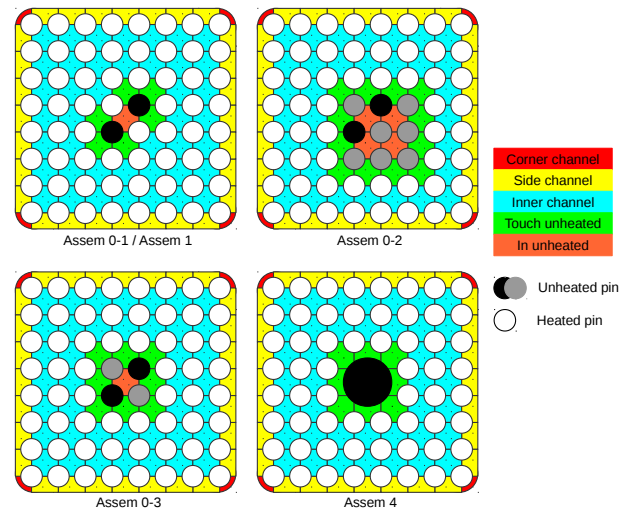 Assem 0-1 / Assem 1
Assem 0-2
Corner channel
Side channel
Inner channel
Touch unheated
In unheated
Unheated pin
Heated pin
Assem 0-3
Assem 4